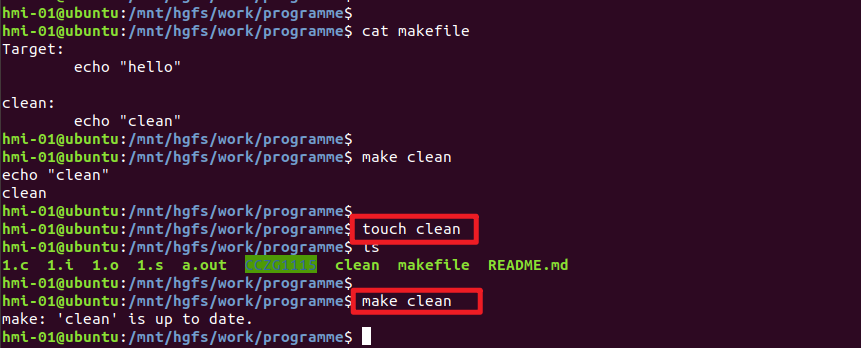 hmi-01@ubuntu:/mnt/hgfs/work/programme$
hmi-01@ubuntu:/mnt/hgfs/work/programme$ cat makefile
Target:
        echo "hello"

clean:
        echo "clean"
hmi-01@ubuntu:/mnt/hgfs/work/programme$
hmi-01@ubuntu:/mnt/hgfs/work/programme$ make clean
echo "clean"
clean
hmi-01@ubuntu:/mnt/hgfs/work/programme$
hmi-01@ubuntu:/mnt/hgfs/work/programme$ touch clean
hmi-01@ubuntu:/mnt/hgfs/work/programme$ ls
1.c  1.i  1.o  1.s  a.out  CCZG1115  clean  makefile  README.md
hmi-01@ubuntu:/mnt/hgfs/work/programme$
hmi-01@ubuntu:/mnt/hgfs/work/programme$ make clean
make: 'clean' is up to date.
hmi-01@ubuntu:/mnt/hgfs/work/programme$